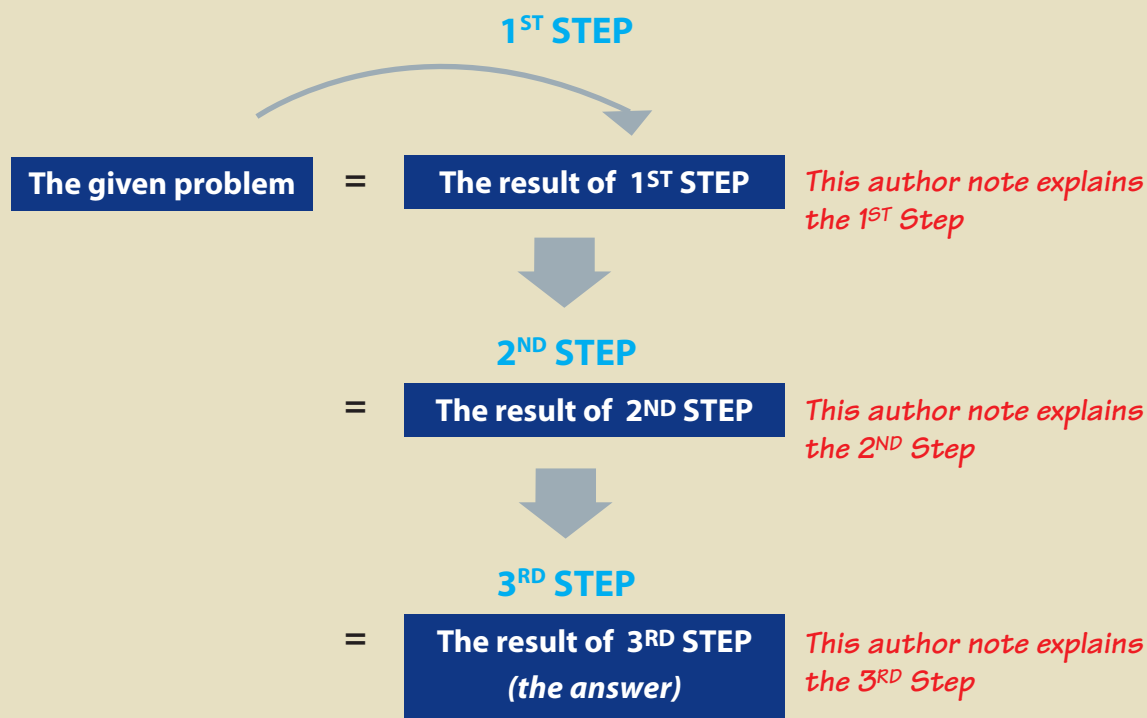 1ST STEP
The given problem = The result of 1ST STEP This author note explains
the 1ST Step
2ND STEP
= The result of 2ND STEP This author note explains
the 2ND Step
3RD STEP
= The result of 3RD STEP This author note explains
(the answer) the 3RD Step